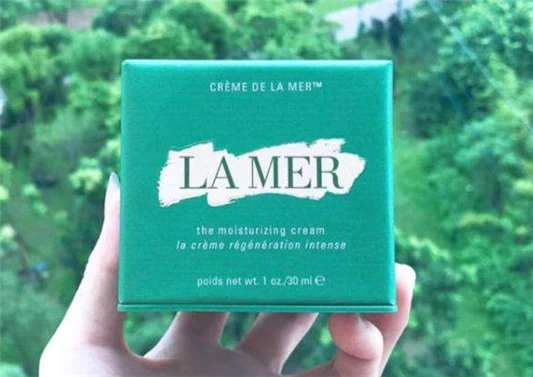 CRÈME DE LA MER™
LA MER
the moisturizing cream
la crème régénération intense
poids net wt. 1 oz./30 ml ℮